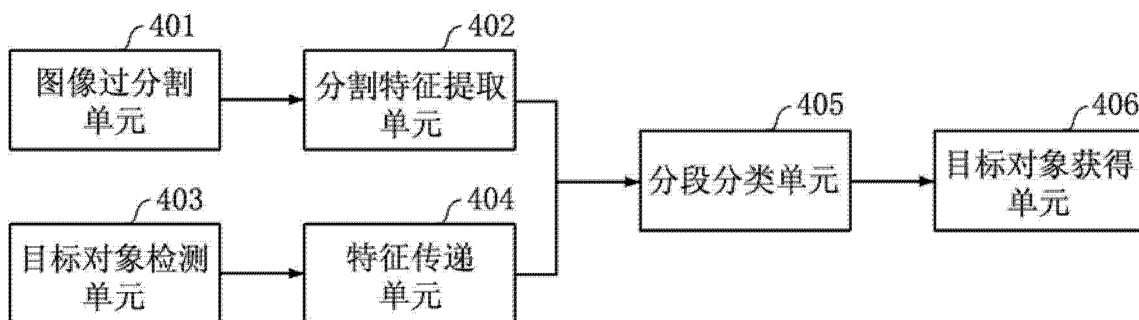 401
图像过分割
单元
402
分割特征提取
单元
403
目标对象检测
单元
404
特征传递
单元
405
分段分类单元
406
目标对象获得
单元